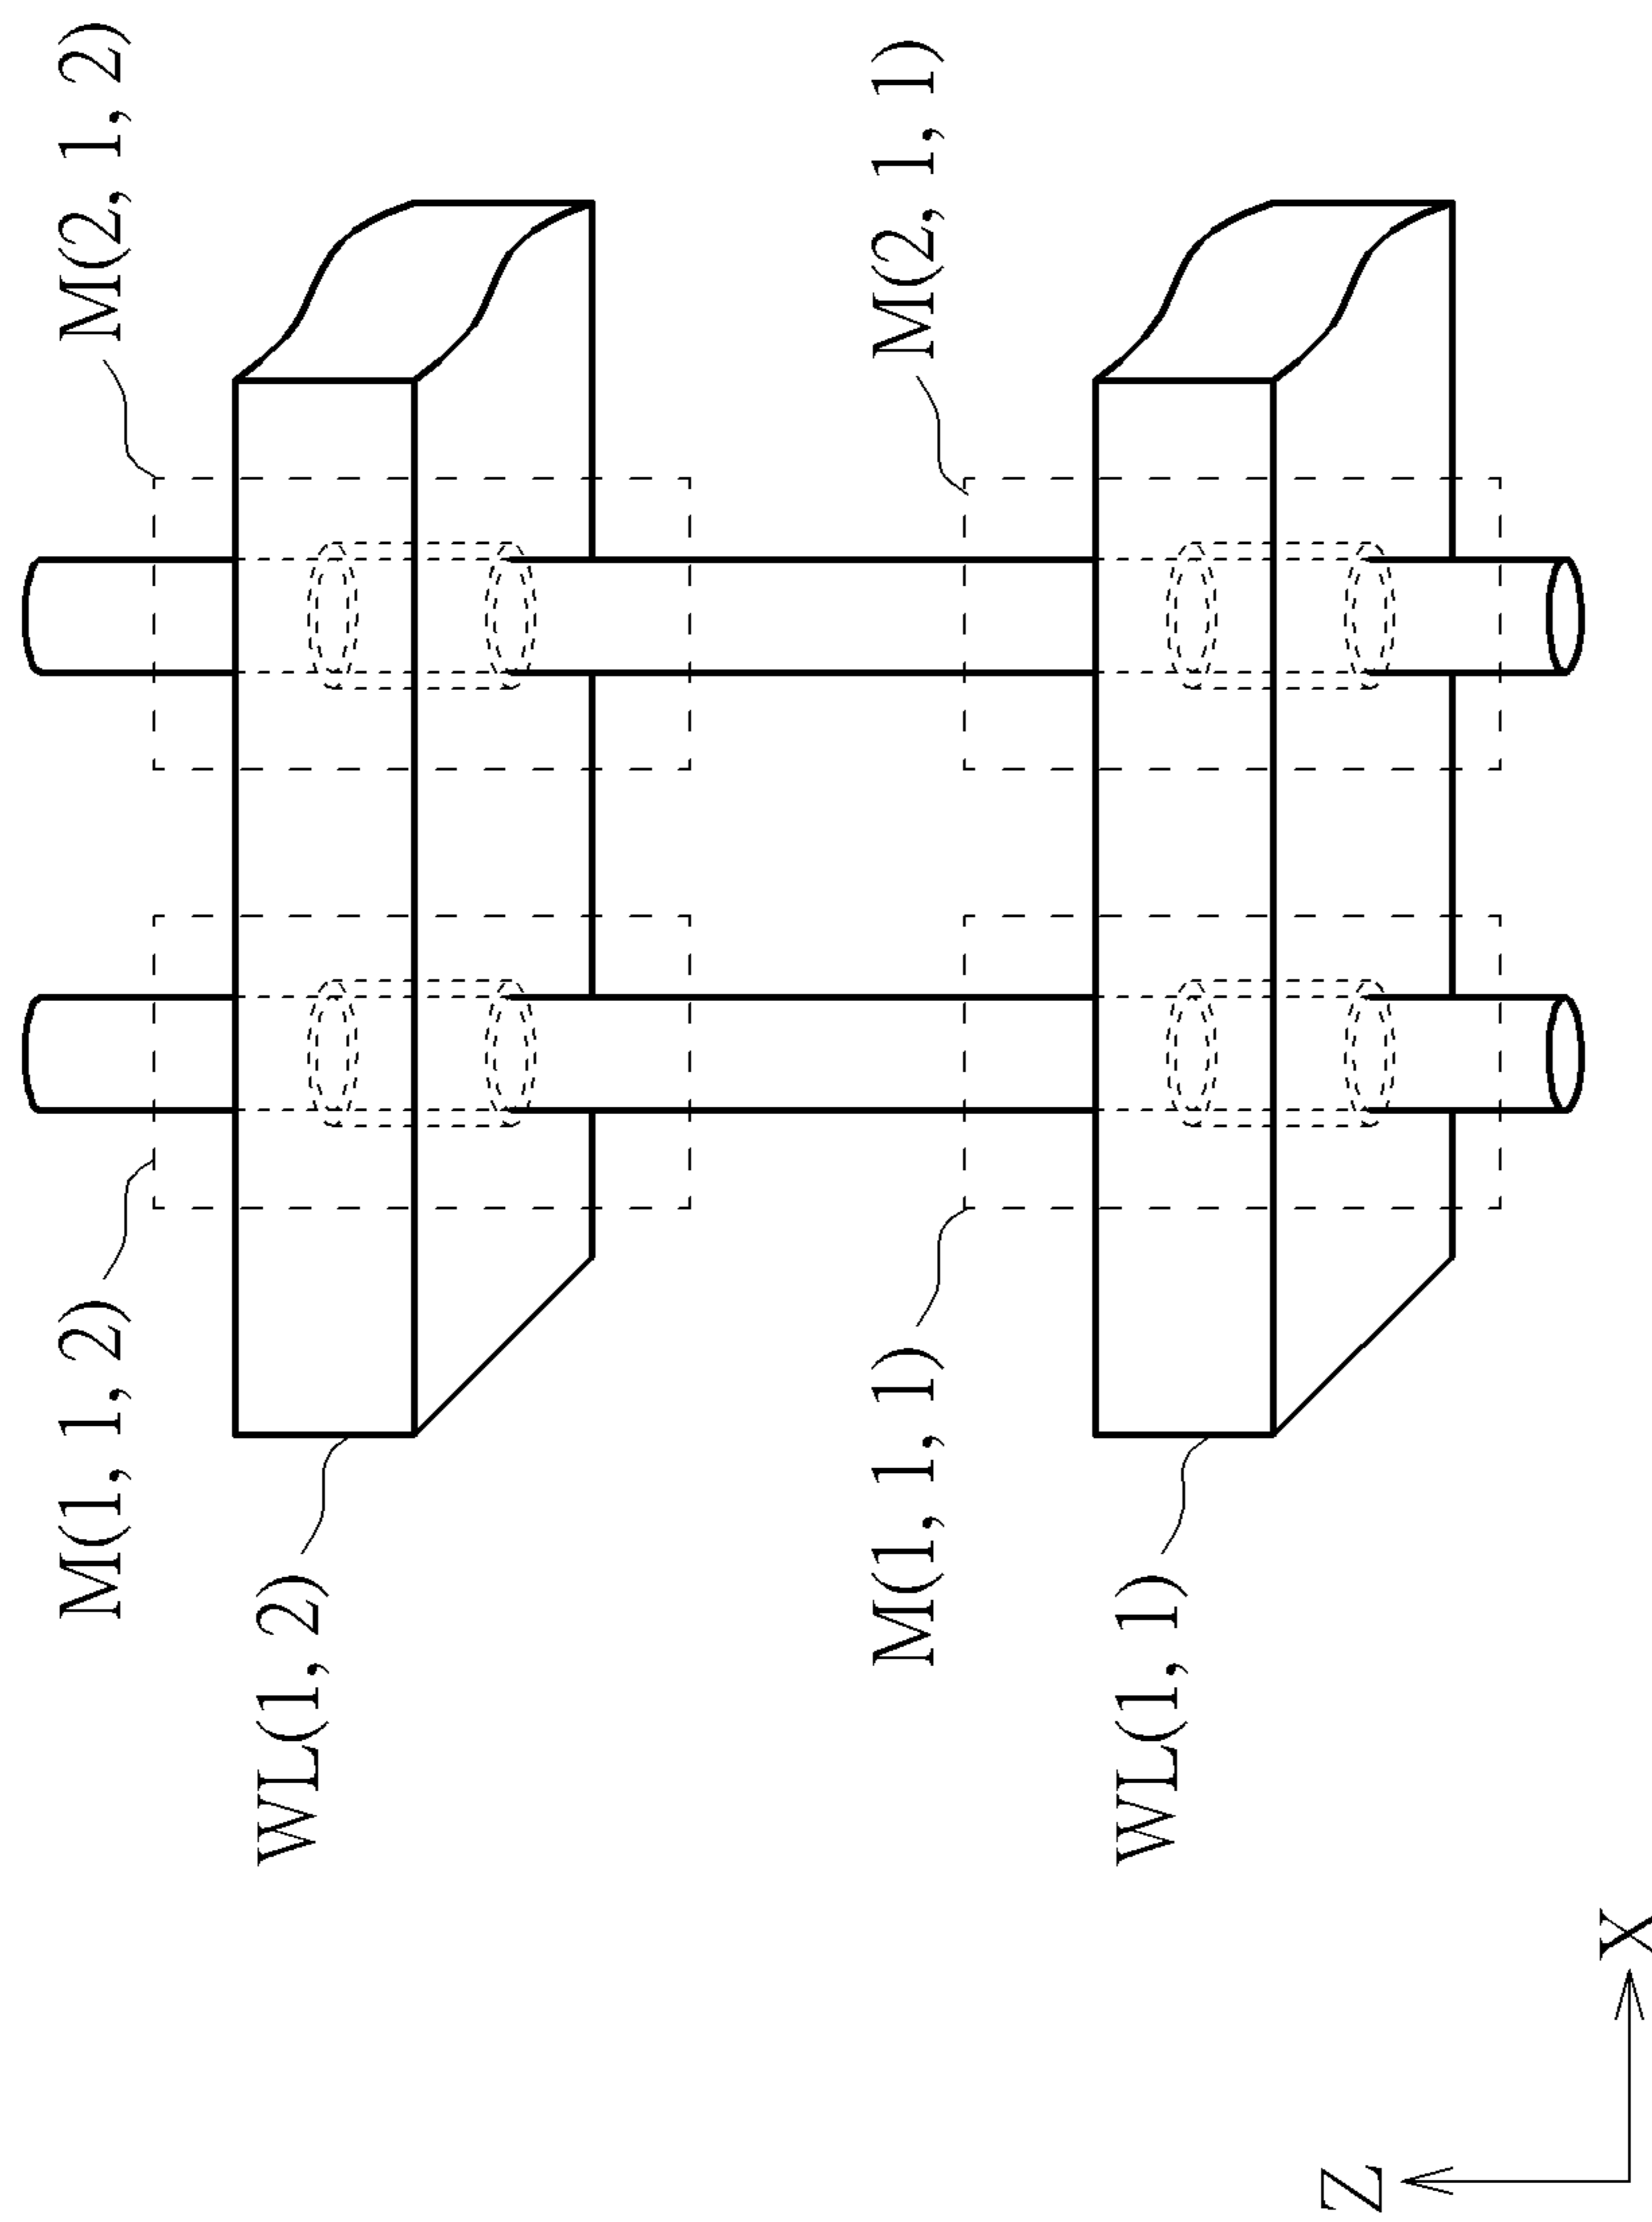 M(1, 1, 2)
M(2, 1, 2)
WL(1, 2)
M(1, 1, 1)
M(2, 1, 1)
WL(1, 1)
Z
X